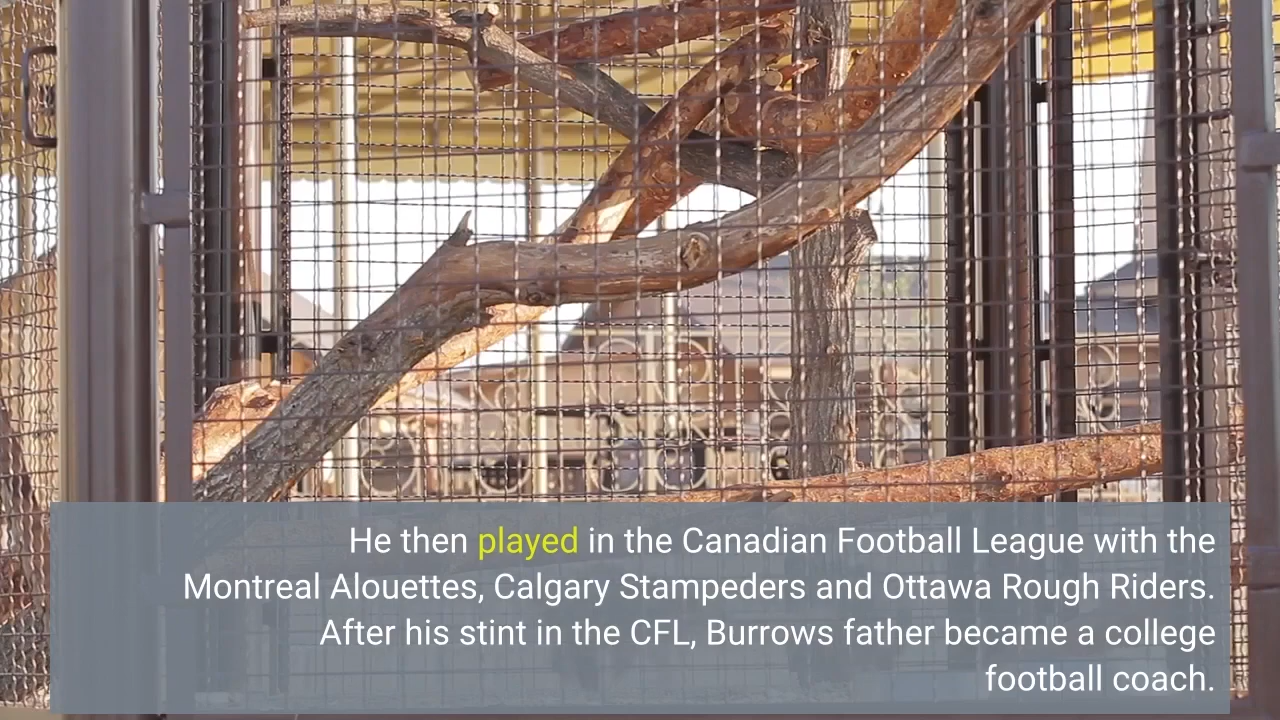 He then played in the Canadian Football League with the
Montreal Alouettes, Calgary Stampeders and Ottawa Rough Riders.
After his stint in the CFL, Burrows father became a college
football coach.